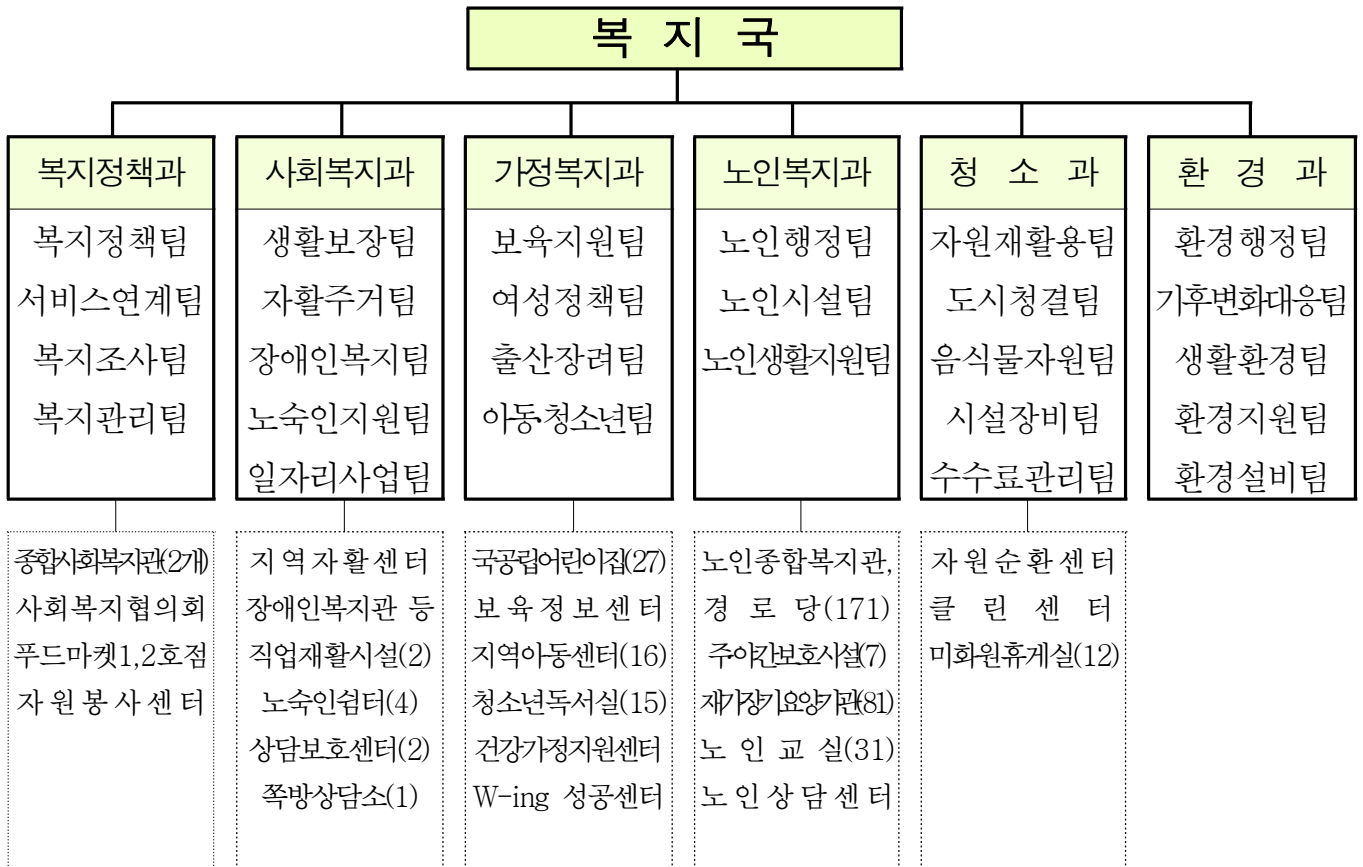 복 지 국
복지정책과
복지정책팀
서비스연계팀
복지조사팀
복지관리팀
종합사회복지관(2개)
사회복지협의회
푸드마켓1,2호점
자원봉사센터
사회복지과
생활보장팀
자활주거팀
장애인복지팀
노숙인지원팀
일자리사업팀
지역자활센터
장애인복지관 등
직업재활시설(2)
노숙인쉼터(4)
상담보호센터(2)
쪽방상담소(1)
가정복지과
보육지원팀
여성정책팀
출산장려팀
아동·청소년팀
국공립어린이집(27)
보육정보센터
지역아동센터(16)
청소년독서실(15)
건강가정지원센터
W-ing 성공센터
노인복지과
노인행정팀
노인시설팀
노인생활지원팀
노인종합복지관,
경 로 당(171)
주·야간보호시설(7)
재가장기요양기관(81)
노 인 교 실(31)
노인상담센터
청 소 과
자원재활용팀
도시청결팀
음식물자원팀
시설장비팀
수수료관리팀
자원순환센터
클 린 센 터
미화원휴게실(12)
환 경 과
환경행정팀
기후변화대응팀
생활환경팀
환경지원팀
환경설비팀